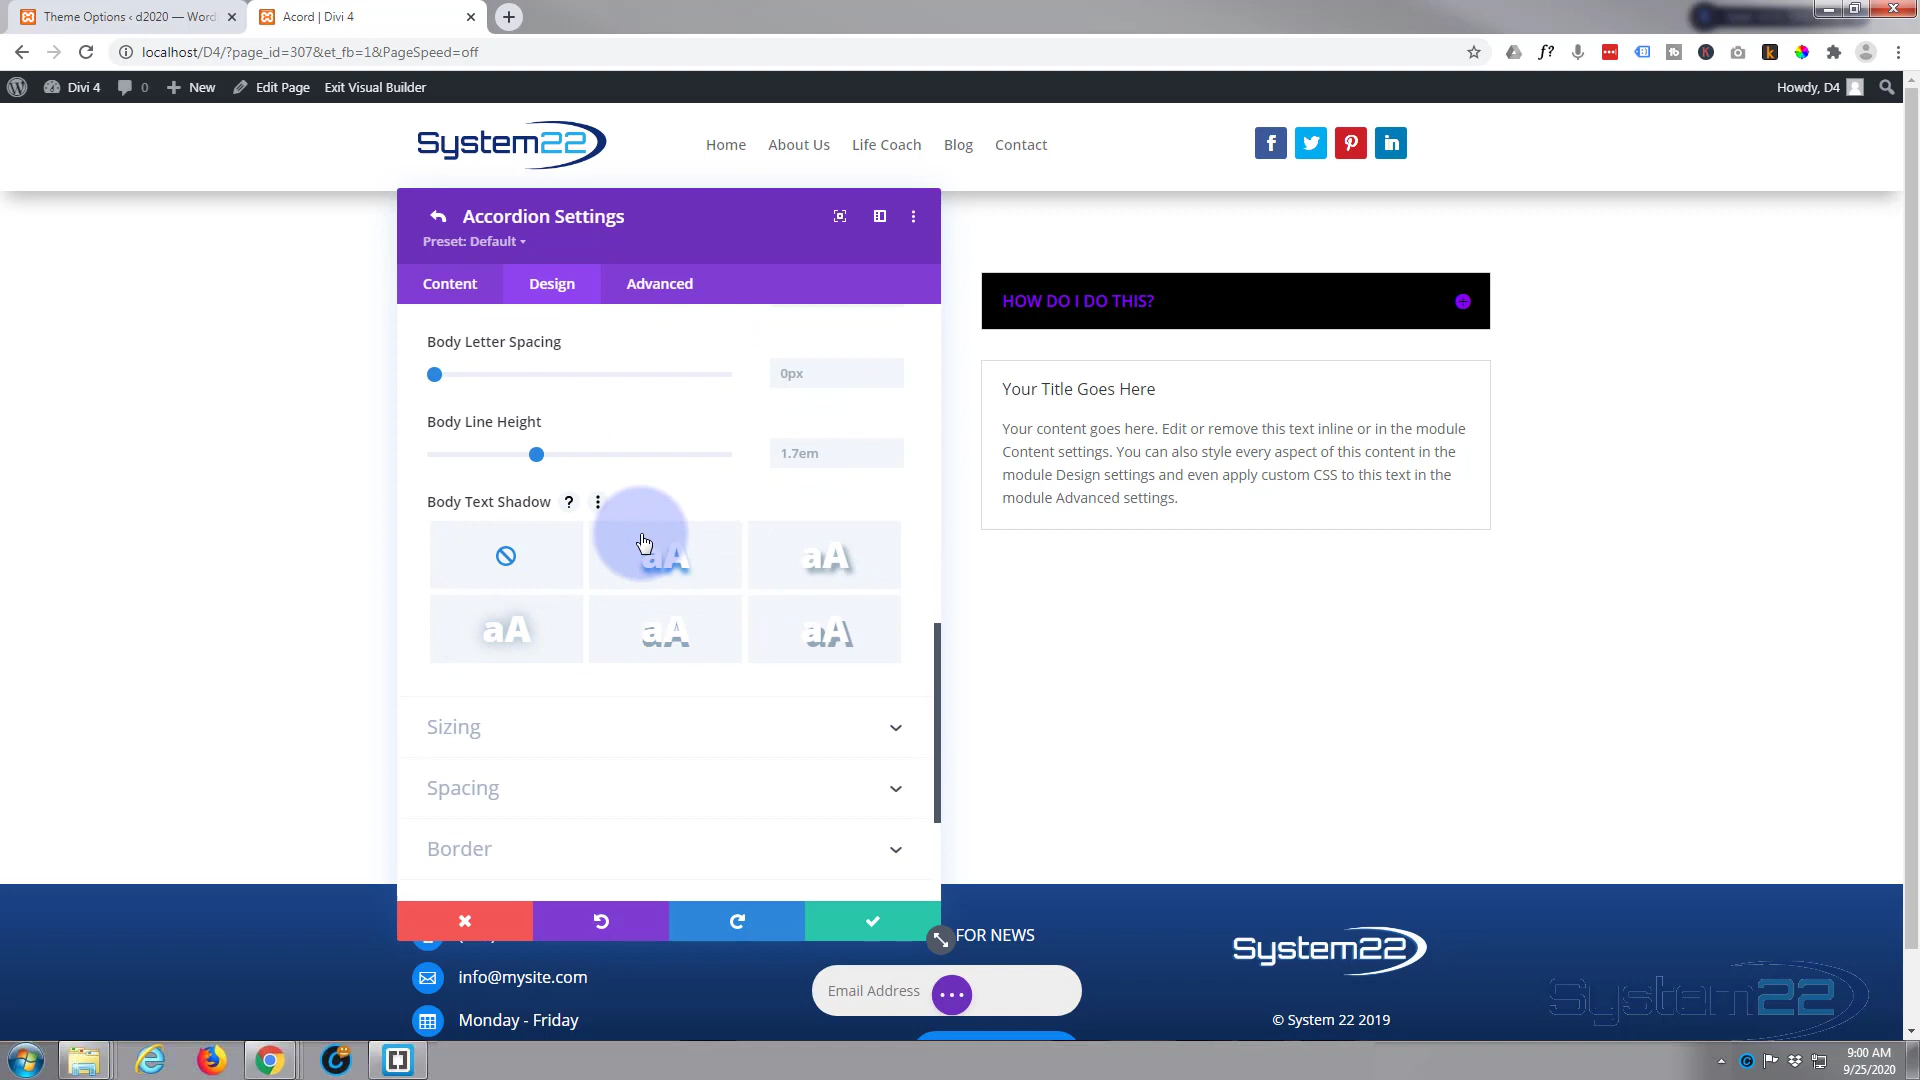 Theme Options ‹ d2020 — Word
Acord | Divi 4
localhost/D4/?page_id=307&et_fb=1&PageSpeed=off
Divi 4
0
New
Edit Page
Exit Visual Builder
Howdy, D4
System22
Home
About Us
Life Coach
Blog
Contact
Accordion Settings
Preset: Default
Content
Design
Advanced
Body Letter Spacing
0px
Body Line Height
1.7em
Body Text Shadow
aA
aA
aA
aA
aA
Sizing
Spacing
Border
HOW DO I DO THIS?
Your Title Goes Here
Your content goes here. Edit or remove this text inline or in the module
Content settings. You can also style every aspect of this content in the
module Design settings and even apply custom CSS to this text in the
module Advanced settings.
info@mysite.com
Monday - Friday
FOR NEWS
Email Address
System22
© System 22 2019
System22
9:00 AM
9/25/2020